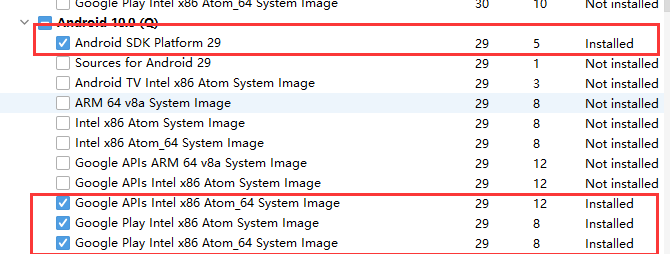 Google Play Intel x86 Atom_64 System Image 30 10 Not installed
Android 10.0 (Q)
Android SDK Platform 29 29 5 Installed
Sources for Android 29 29 1 Not installed
Android TV Intel x86 Atom System Image 29 3 Not installed
ARM 64 v8a System Image 29 8 Not installed
Intel x86 Atom System Image 29 8 Not installed
Intel x86 Atom_64 System Image 29 8 Not installed
Google APIs ARM 64 v8a System Image 29 12 Not installed
Google APIs Intel x86 Atom System Image 29 12 Not installed
Google APIs Intel x86 Atom_64 System Image 29 12 Installed
Google Play Intel x86 Atom System Image 29 8 Installed
Google Play Intel x86 Atom_64 System Image 29 8 Installed